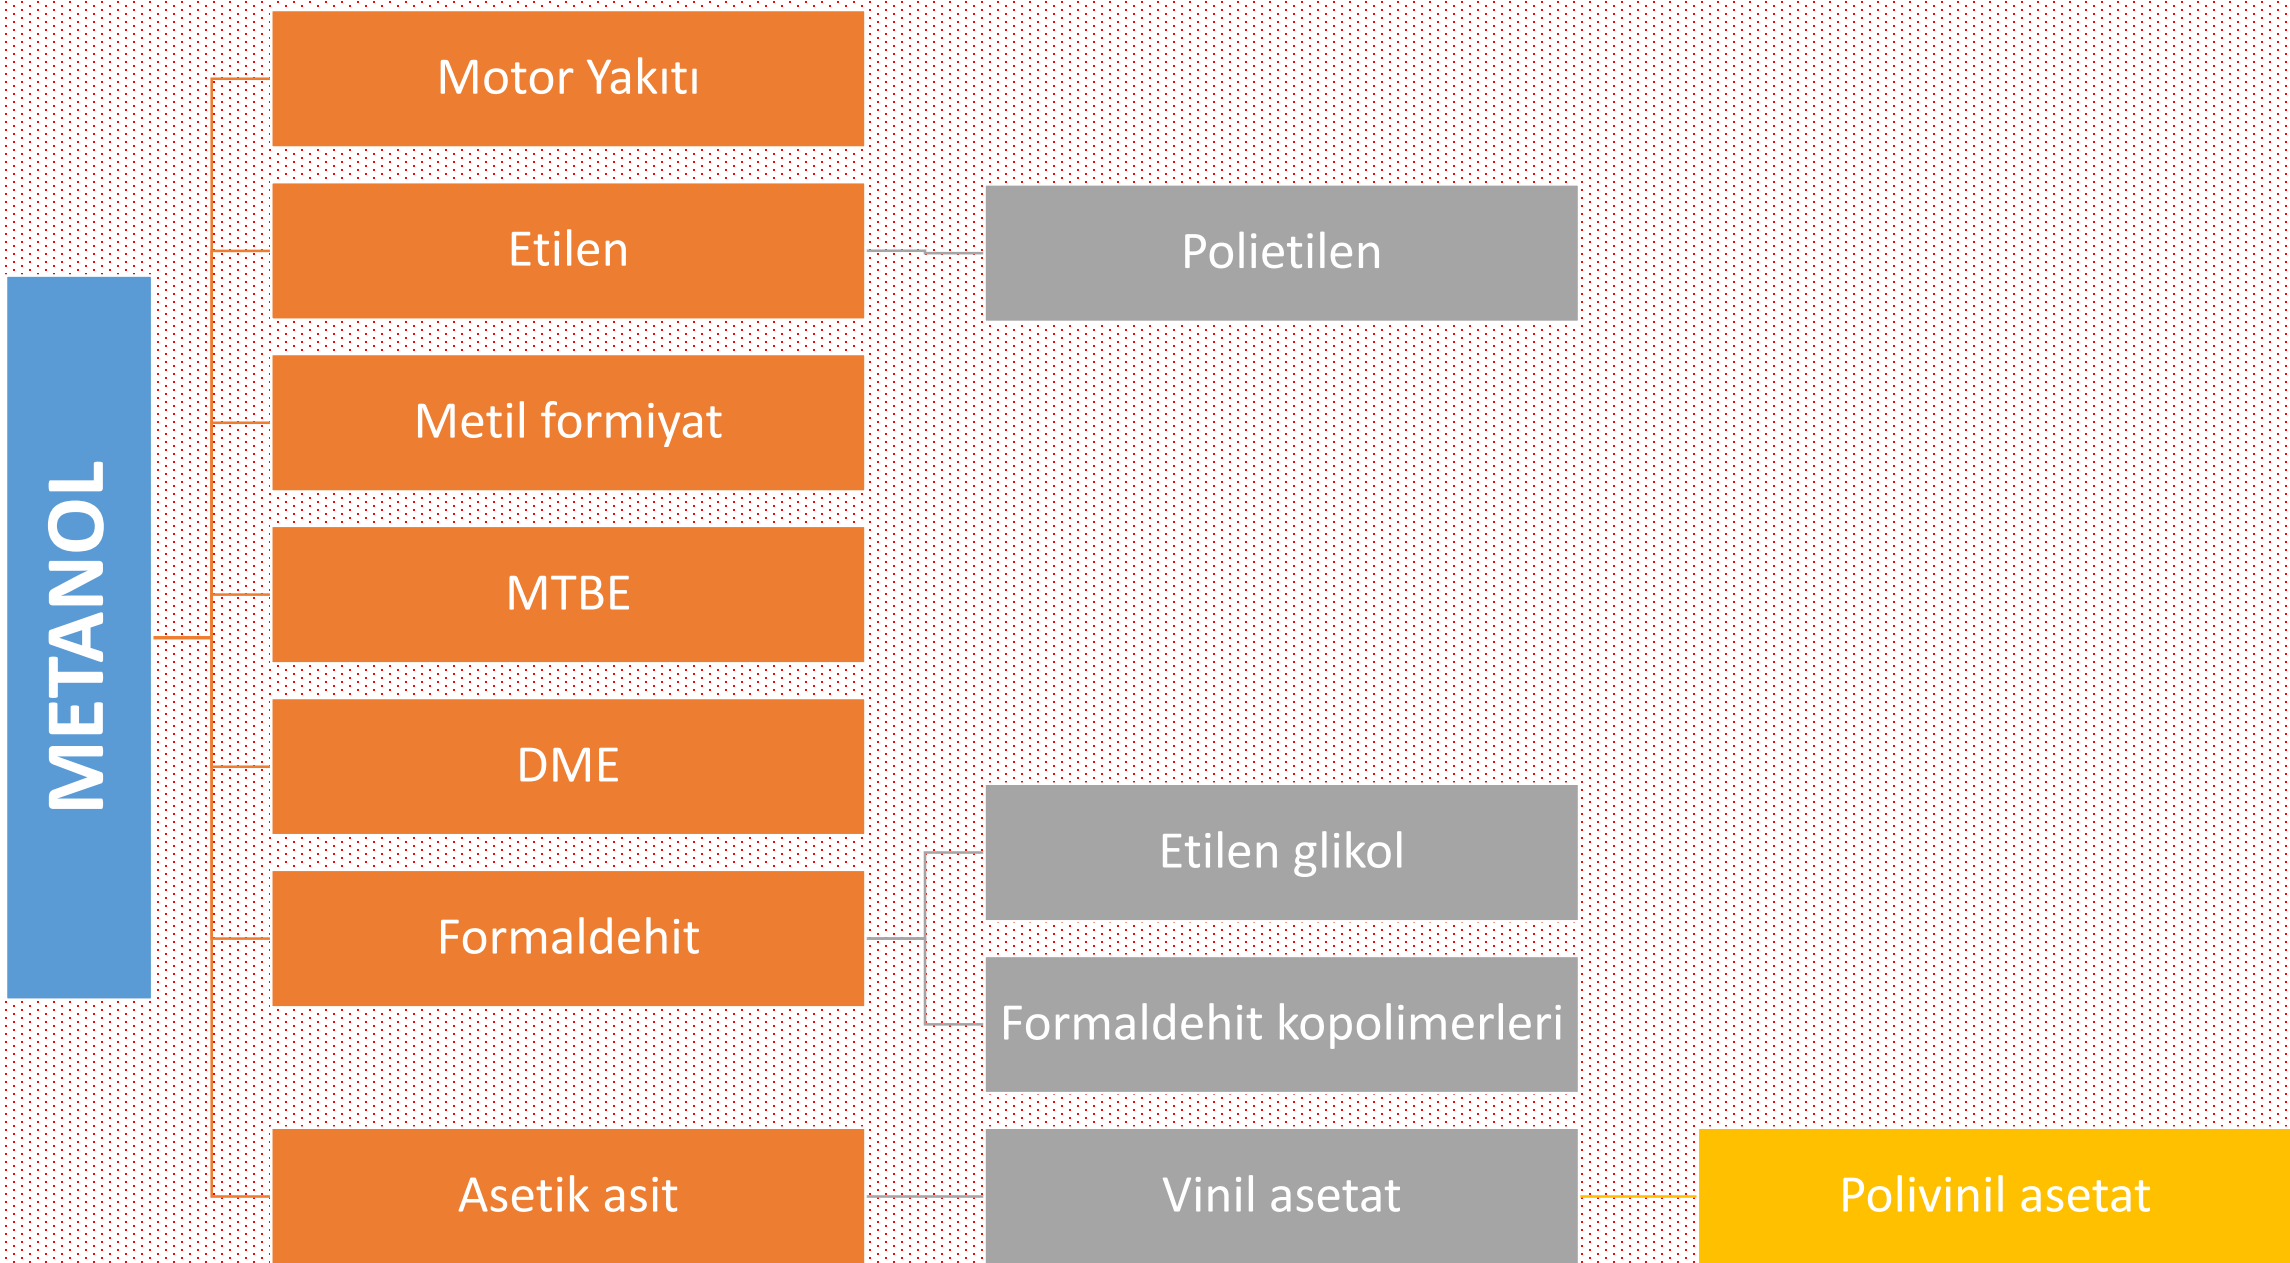 METANOL
Motor Yakıtı
Etilen
Polietilen
Metil formiyat
MTBE
DME
Formaldehit
Etilen glikol
Formaldehit kopolimerleri
Asetik asit
Vinil asetat
Polivinil asetat